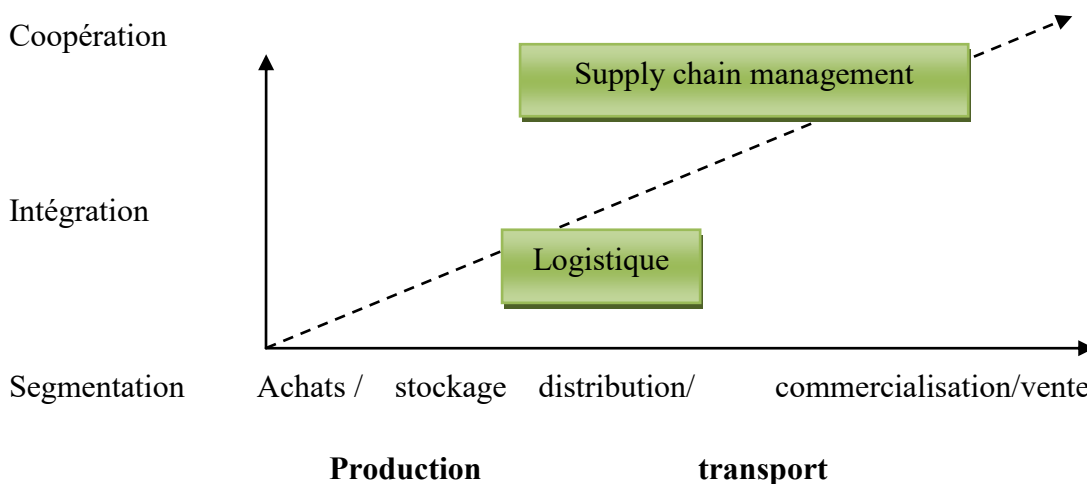 Coopération
Supply chain management
Intégration
Logistique
Segmentation
Achats / stockage distribution/ commercialisation/vente
Production transport